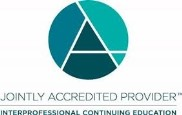 JOINTLY ACCREDITED PROVIDER™
INTERPROFESSIONAL CONTINUING EDUCATION